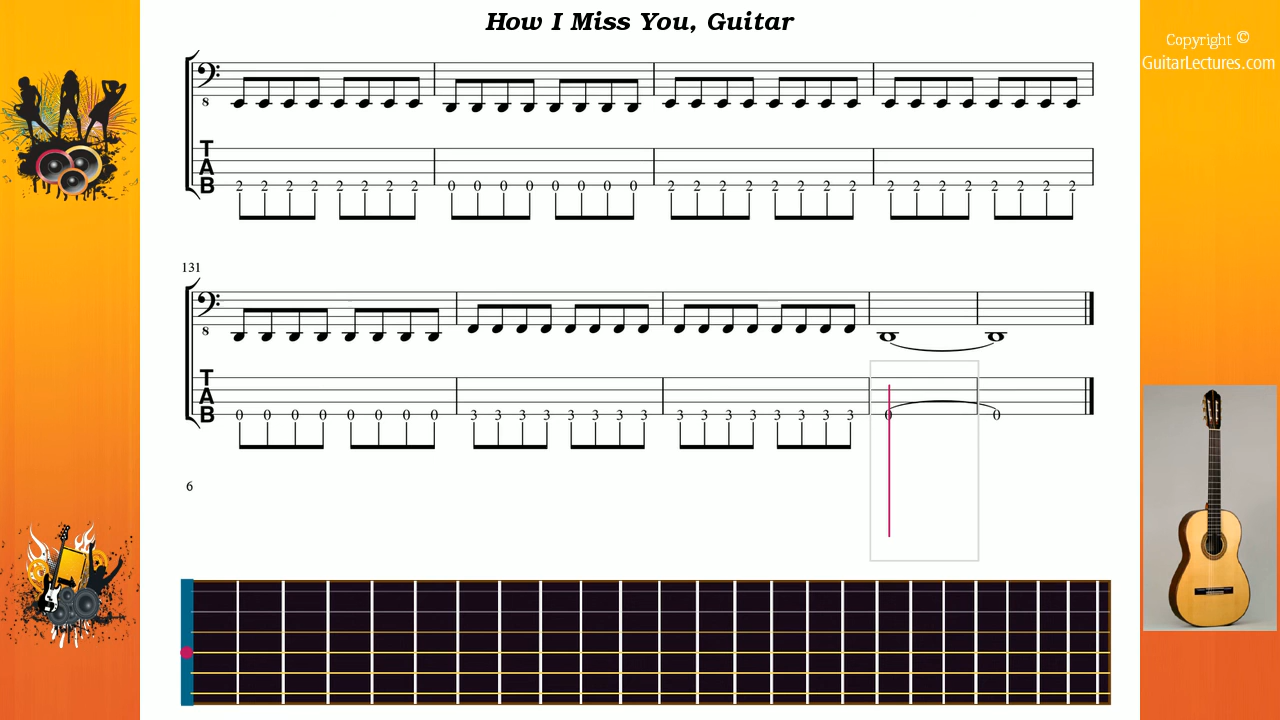 How I Miss You, Guitar
Copyright ©
GuitarLectures.com
8
T
A
B
2 2 2 2 2 2 2 2 0 0 0 0 0 0 0 0 2 2 2 2 2 2 2 2 2 2 2 2 2 2 2 2
131
8
T
A
B
0 0 0 0 0 0 0 0 3 3 3 3 3 3 3 3 3 3 3 3 3 3 3 3 0 0
6